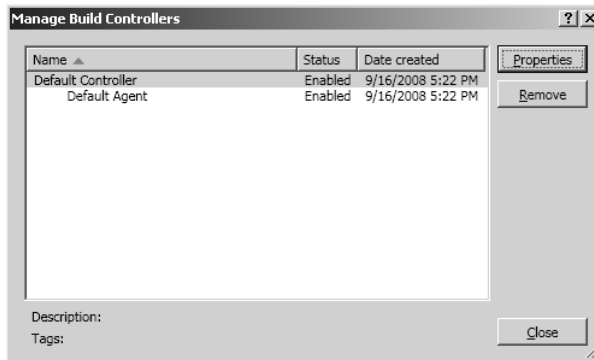 Manage Build Controllers
Name Status Date created
Default Controller Enabled 9/16/2008 5:22 PM
Default Agent Enabled 9/16/2008 5:22 PM
Properties
Remove
Description:
Tags:
Close